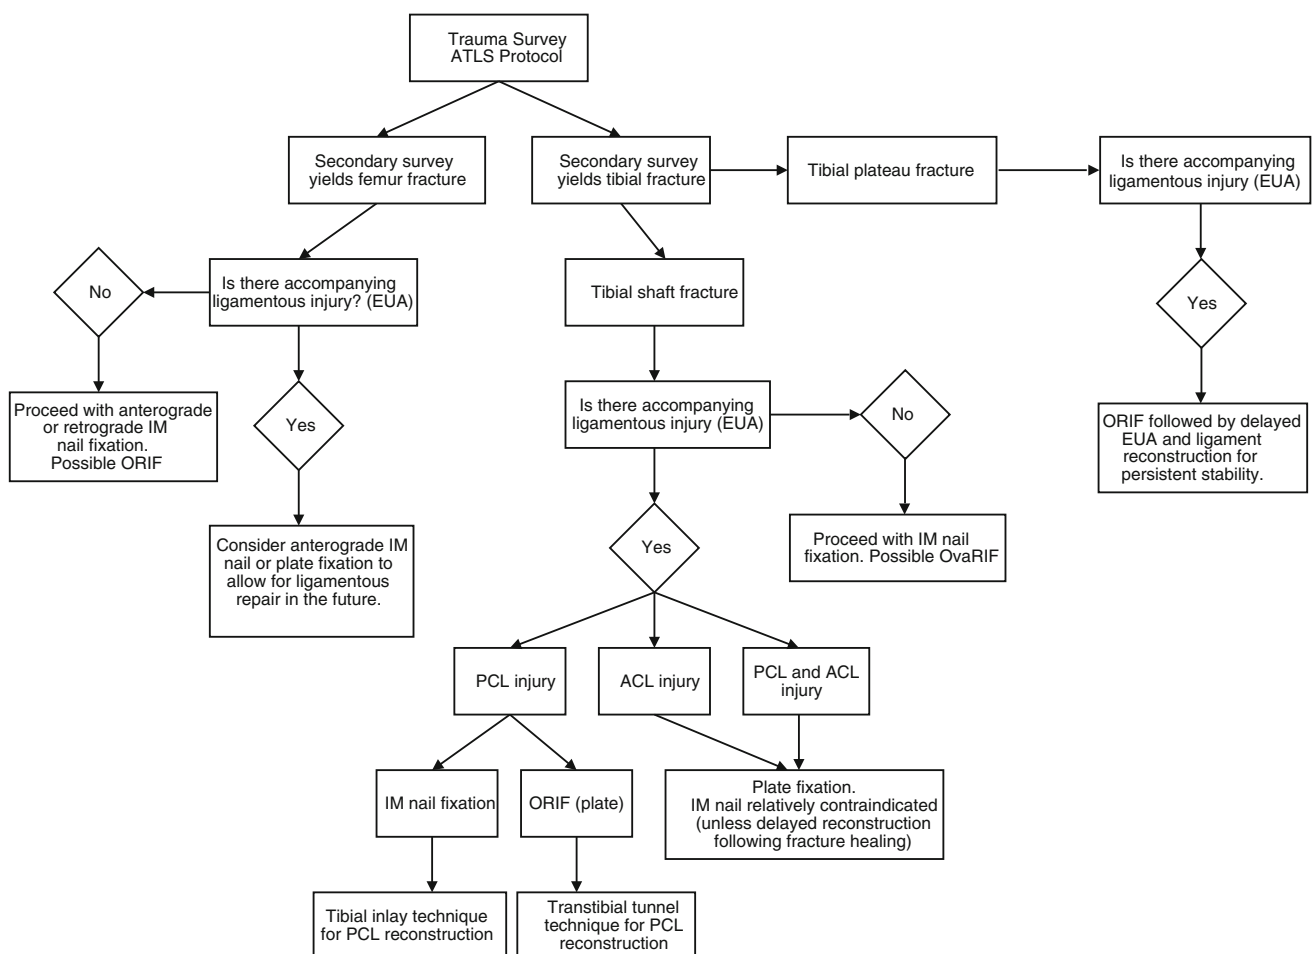 Trauma Survey
ATLS Protocol
Secondary survey
yields femur fracture
Secondary survey
yields tibial fracture
Tibial plateau fracture
Is there accompanying
ligamentous injury (EUA)
No
Is there accompanying
ligamentous injury? (EUA)
Tibial shaft fracture
Yes
Proceed with anterograde
or retrograde IM
nail fixation.
Possible ORIF
Yes
Is there accompanying
ligamentous injury (EUA)
No
ORIF followed by delayed
EUA and ligament
reconstruction for
persistent stability.
Consider anterograde IM
nail or plate fixation to
allow for ligamentous
repair in the future.
Yes
Proceed with IM nail
fixation. Possible OvaRIF
PCL injury
ACL injury
PCL and ACL
injury
IM nail fixation
ORIF (plate)
Plate fixation.
IM nail relatively contraindicated
(unless delayed reconstruction
following fracture healing)
Tibial inlay technique
for PCL reconstruction
Transtibial tunnel
technique for PCL
reconstruction